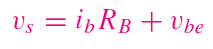 v_s = i_b R_B + v_{be}